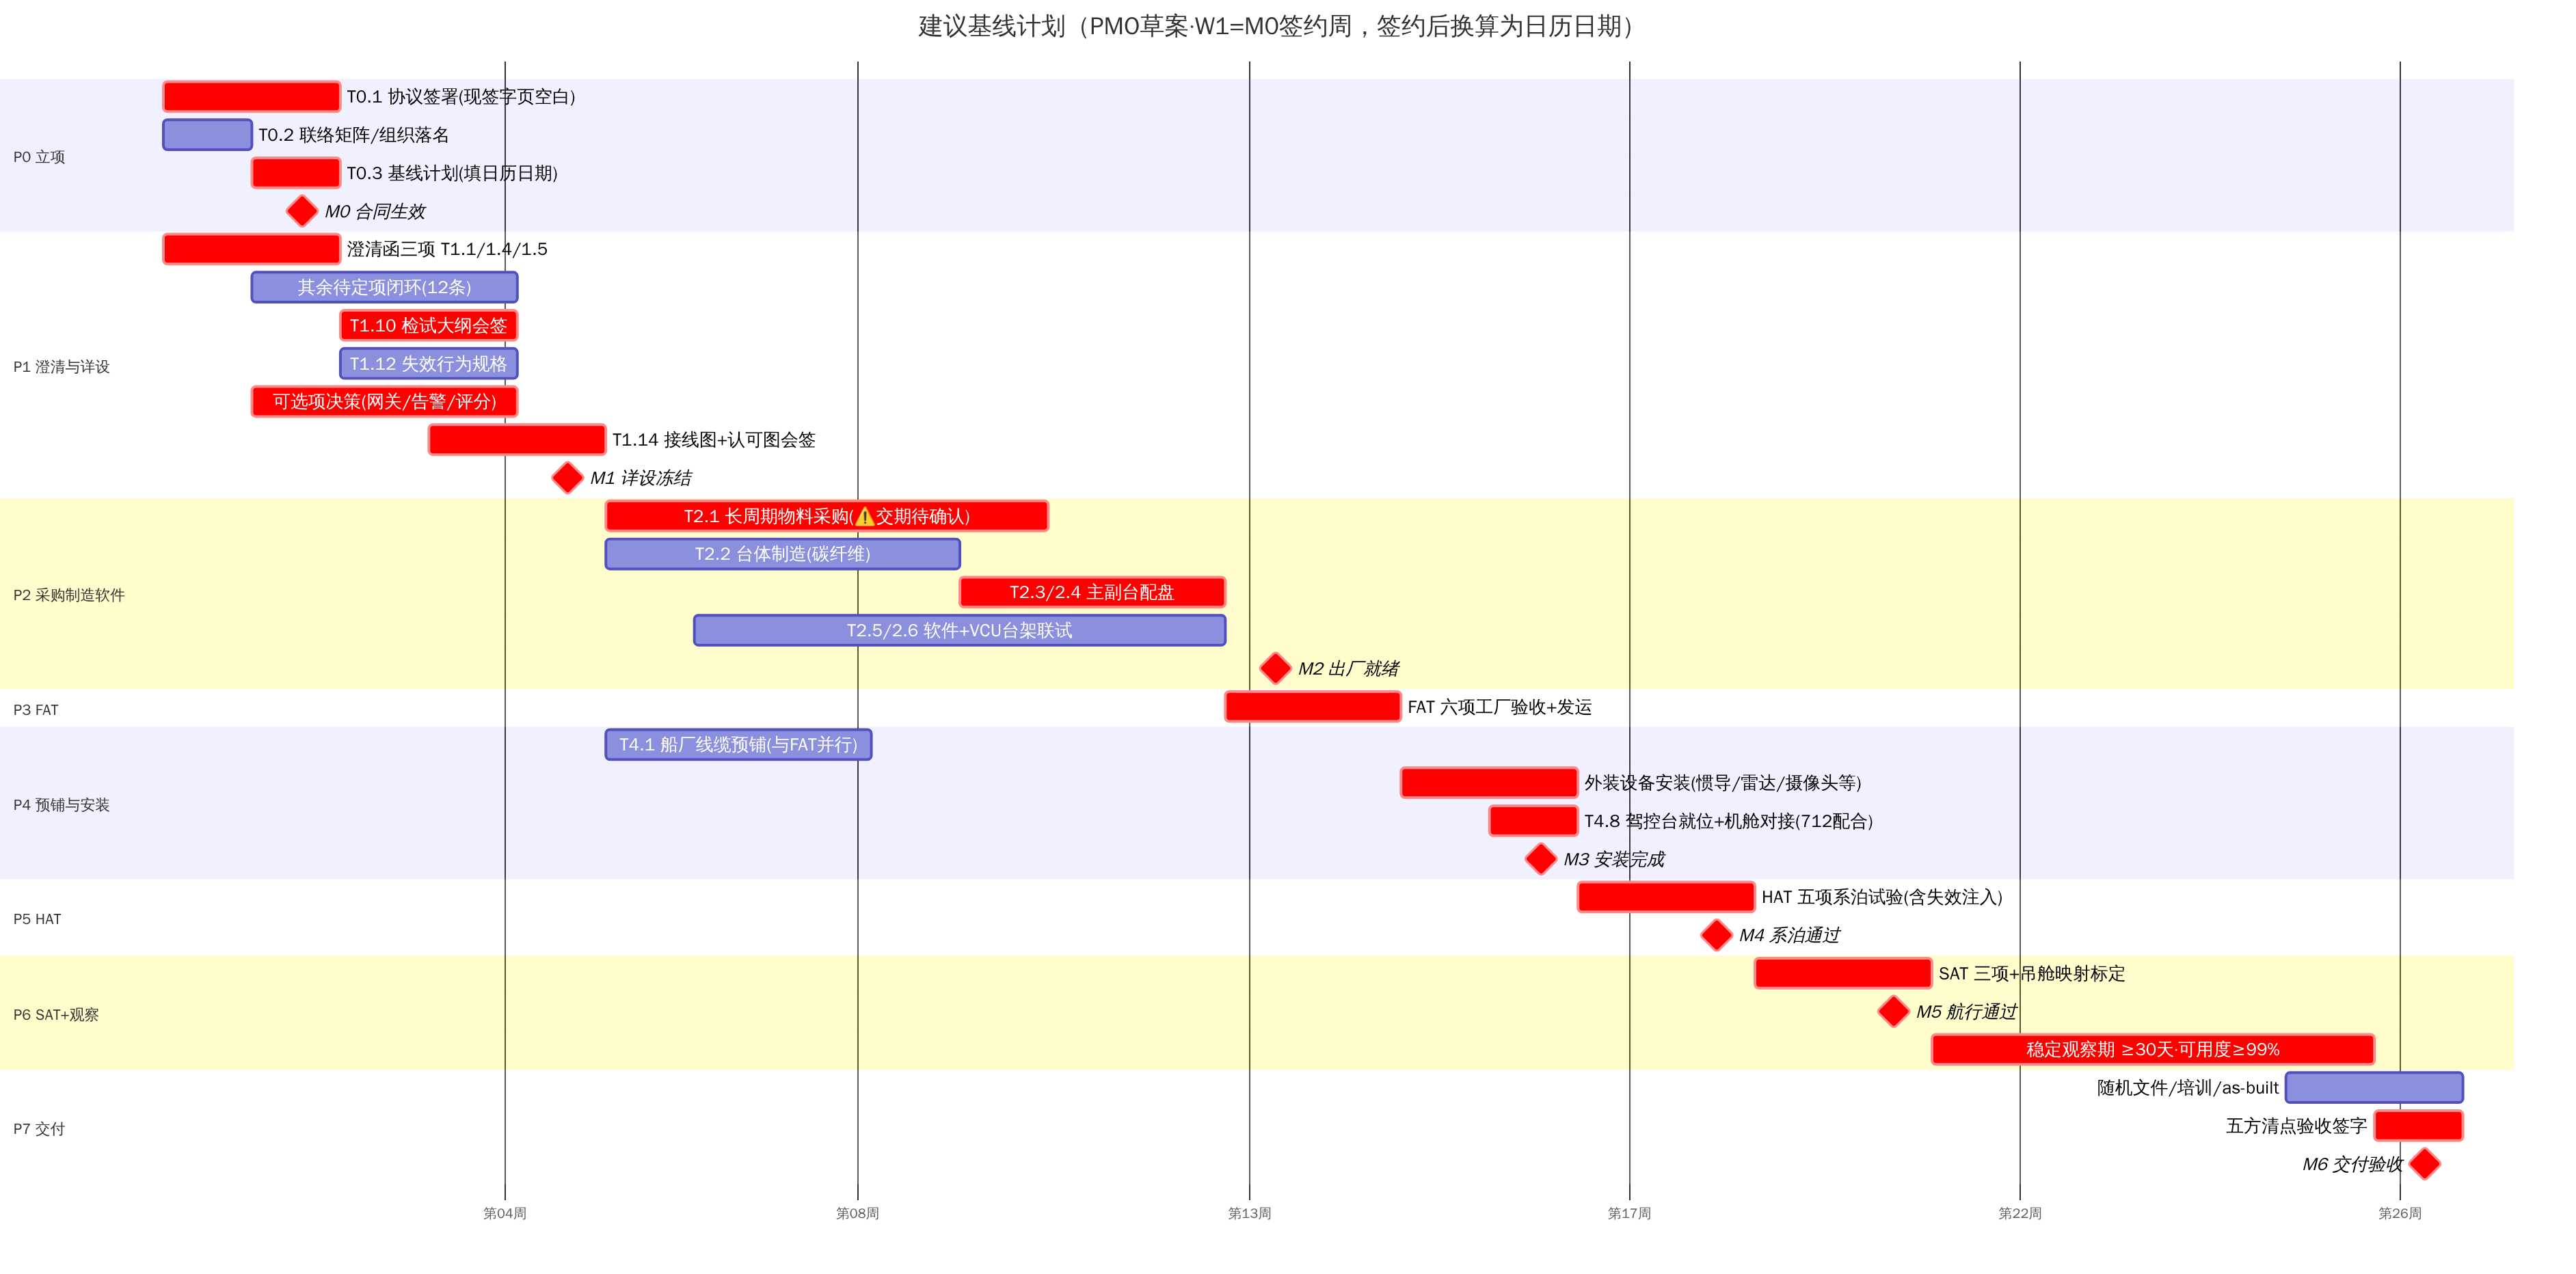 建议基线计划（PMO草案·W1=M0签约周，签约后换算为日历日期）
P0 立项
T0.1 协议签署(现签字页空白)
T0.2 联络矩阵/组织落名
T0.3 基线计划(填日历日期)
M0 合同生效
P1 澄清与详设
澄清函三项 T1.1/1.4/1.5
其余待定项闭环(12条)
T1.10 检试大纲会签
T1.12 失效行为规格
可选项决策(网关/告警/评分)
T1.14 接线图+认可图会签
M1 详设冻结
P2 采购制造软件
T2.1 长周期物料采购(⚠️交期待确认)
T2.2 台体制造(碳纤维)
T2.3/2.4 主副台配盘
T2.5/2.6 软件+VCU台架联试
M2 出厂就绪
P3 FAT
FAT 六项工厂验收+发运
P4 预铺与安装
T4.1 船厂线缆预铺(与FAT并行)
外装设备安装(惯导/雷达/摄像头等)
T4.8 驾控台就位+机舱对接(712配合)
M3 安装完成
P5 HAT
HAT 五项系泊试验(含失效注入)
M4 系泊通过
P6 SAT+观察
SAT 三项+吊舱映射标定
M5 航行通过
稳定观察期 ≥30天·可用度≥99%
P7 交付
随机文件/培训/as-built
五方清点验收签字
M6 交付验收
第04周
第08周
第13周
第17周
第22周
第26周